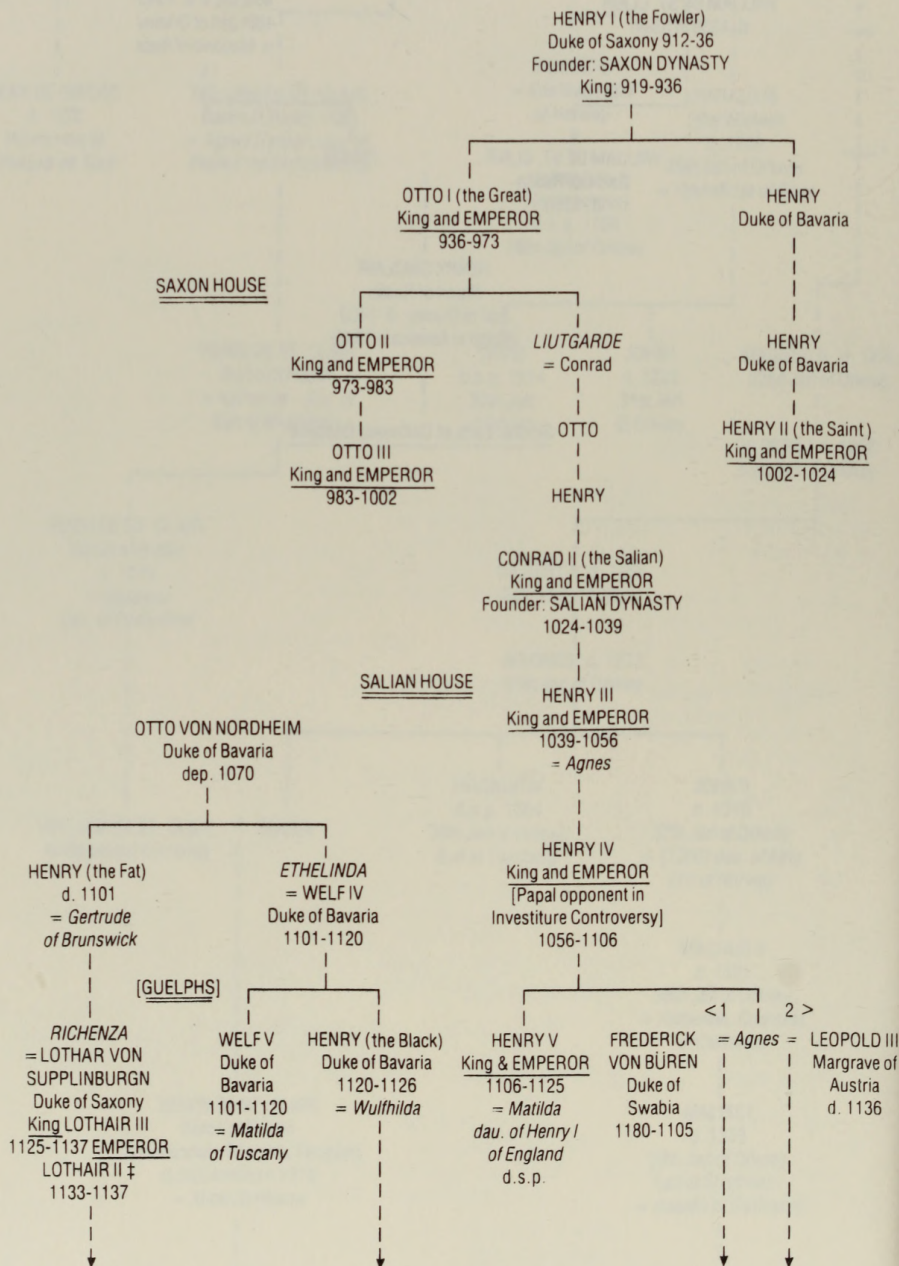 HENRY I (the Fowler)
Duke of Saxony 912-36
Founder: SAXON DYNASTY
King: 919-936
OTTO I (the Great)
King and EMPEROR
936-973
HENRY
Duke of Bavaria
SAXON HOUSE
OTTO II
King and EMPEROR
973-983
LIUTGARDE
= Conrad
HENRY
Duke of Bavaria
OTTO III
King and EMPEROR
983-1002
OTTO
HENRY II (the Saint)
King and EMPEROR
1002-1024
HENRY
CONRAD II (the Salian)
King and EMPEROR
Founder: SALIAN DYNASTY
1024-1039
SALIAN HOUSE
HENRY III
King and EMPEROR
1039-1056
= Agnes
OTTO VON NORDHEIM
Duke of Bavaria
dep. 1070
HENRY (the Fat)
d. 1101
= Gertrude
of Brunswick
ETHELINDA
= WELF IV
Duke of Bavaria
1101-1120
HENRY IV
King and EMPEROR
[Papal opponent in
Investiture Controversy]
1056-1106
[GUELPHS]
RICHENZA
= LOTHAR VON
SUPPLINBURGN
Duke of Saxony
King LOTHAIR III
1125-1137 EMPEROR
LOTHAIR II ‡
1133-1137
WELF V
Duke of
Bavaria
1101-1120
= Matilda
of Tuscany
HENRY (the Black)
Duke of Bavaria
1120-1126
= Wulfhilda
HENRY V
King & EMPEROR
1106-1125
= Matilda
dau. of Henry I
of England
d.s.p.
FREDERICK
VON BÜREN
Duke of
Swabia
1180-1105
<1 2 >
= Agnes =
LEOPOLD III
Margrave of
Austria
d. 1136